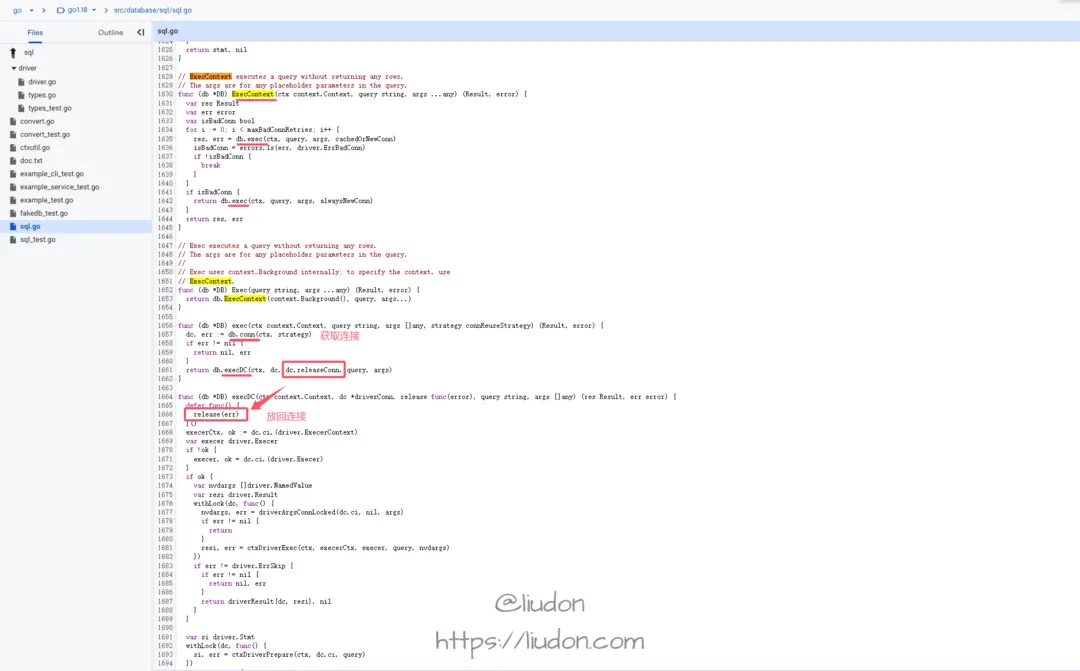 go > go1.18 > src/database/sql/sql.go
Files Outline
sql
driver
driver.go
types.go
types_test.go
convert.go
convert_test.go
ctxutil.go
doc.txt
example_cli_test.go
example_service_test.go
example_test.go
fakedb_test.go
sql.go
sql_test.go
sql.go
1624 }
1625 return stmt, nil
1626 }
1627
1628 // ExecContext executes a query without returning any rows.
1629 // The args are for any placeholder parameters in the query.
1630 func (db *DB) ExecContext(ctx context.Context, query string, args ...any) (Result, error) {
1631 var res Result
1632 var err error
1633 var isBadConn bool
1634 for i := 0; i < maxBadConnRetries; i++ {
1635 res, err = db.exec(ctx, query, args, cachedOrNewConn)
1636 isBadConn = errors.Is(err, driver.ErrBadConn)
1637 if !isBadConn {
1638 break
1639 }
1640 }
1641 if isBadConn {
1642 return db.exec(ctx, query, args, alwaysNewConn)
1643 }
1644 return res, err
1645 }
1646
1647 // Exec executes a query without returning any rows.
1648 // The args are for any placeholder parameters in the query.
1649 //
1650 // Exec uses context.Background internally; to specify the context, use
1651 // ExecContext.
1652 func (db *DB) Exec(query string, args ...any) (Result, error) {
1653 return db.ExecContext(context.Background(), query, args...)
1654 }
1655
1656 func (db *DB) exec(ctx context.Context, query string, args []any, strategy connReuseStrategy) (Result, error) {
1657 dc, err := db.conn(ctx, strategy) 获取连接
1658 if err != nil {
1659 return nil, err
1660 }
1661 return db.execDC(ctx, dc, dc.releaseConn, query, args)
1662 }
1663
1664 func (db *DB) execDC(ctx context.Context, dc *driverConn, release func(error), query string, args []any) (res Result, err error) {
1665 defer func() {
1666 release(err) 放回连接
1667 }()
1668 execerCtx, ok := dc.ci.(driver.ExecerContext)
1669 var execer driver.Execer
1670 if !ok {
1671 execer, ok = dc.ci.(driver.Execer)
1672 }
1673 if ok {
1674 var nvdargs []driver.NamedValue
1675 var resi driver.Result
1676 withLock(dc, func() {
1677 nvdargs, err = driverArgsConnLocked(dc.ci, nil, args)
1678 if err != nil {
1679 return
1680 }
1681 resi, err = ctxDriverExec(ctx, execerCtx, execer, query, nvdargs)
1682 })
1683 if err != driver.ErrSkip {
1684 if err != nil {
1685 return nil, err
1686 }
1687 return driverResult{dc, resi}, nil
1688 }
1689 }
1690
1691 var si driver.Stmt
1692 withLock(dc, func() {
1693 si, err = ctxDriverPrepare(ctx, dc.ci, query)
1694 })
@liudon
https://liudon.com